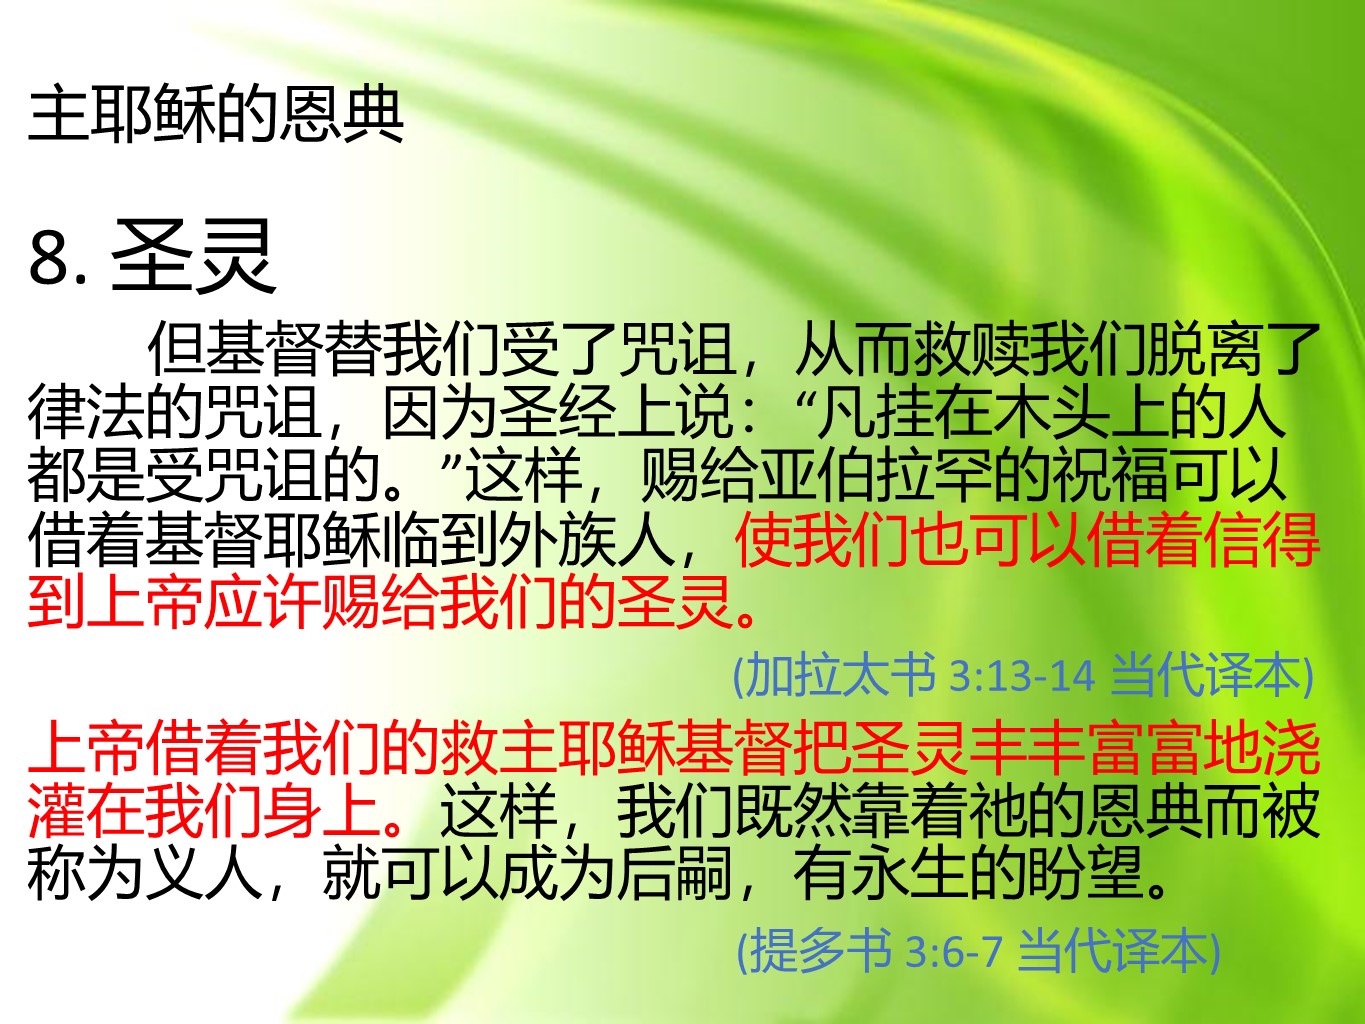 主耶稣的恩典
8. 圣灵
但基督替我们受了咒诅，从而救赎我们脱离了
律法的咒诅，因为圣经上说：“凡挂在木头上的人
都是受咒诅的。”这样，赐给亚伯拉罕的祝福可以
借着基督耶稣临到外族人，使我们也可以借着信得
到上帝应许赐给我们的圣灵。
(加拉太书 3:13-14 当代译本)
上帝借着我们的救主耶稣基督把圣灵丰丰富富地浇
灌在我们身上。这样，我们既然靠着祂的恩典而被
称为义人，就可以成为后嗣，有永生的盼望。
(提多书 3:6-7 当代译本)